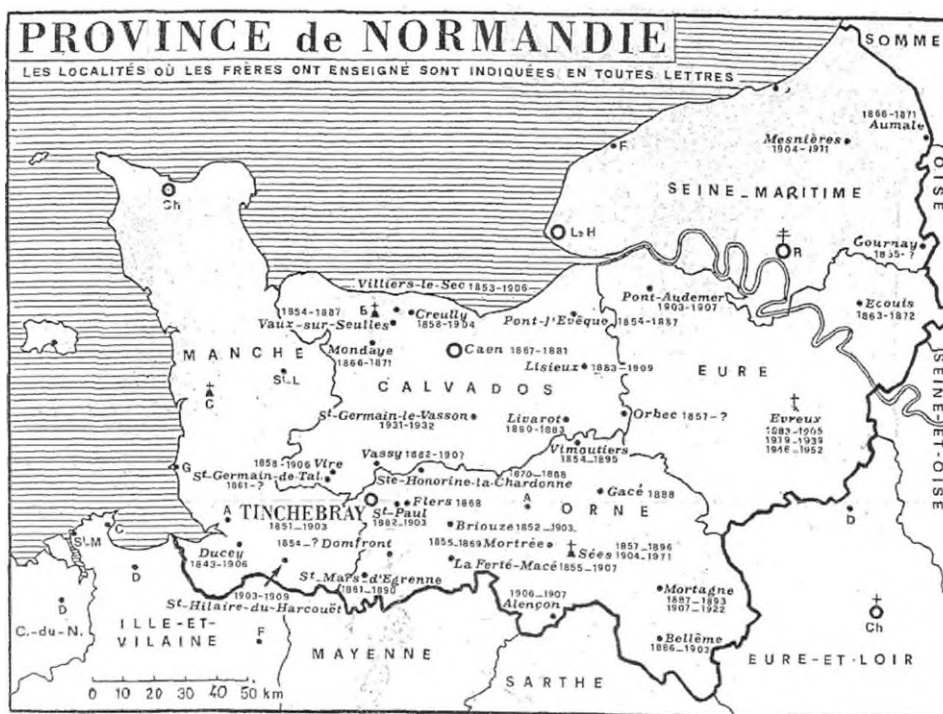 PROVINCE de NORMANDIE
LES LOCALITÉS OÙ LES FRÈRES ONT ENSEIGNÉ SONT INDIQUÉES EN TOUTES LETTRES
SOMME
OISE
1866-1871
Aumale
Mesnières
1904-1911
F.
SEINE-MARITIME
Ch
LeH
R
Gournay
1855-?
Villiers-le-Sec 1853-1906
Pont-Audemer
1903-1907
Ecouis
1863-1872
1854-1887
Creully
1858-1904
Vaux-sur-Seulles
Pont-l'Evêque 1854-1887
SEINE-ET-OISE
MANCHE
Mondaye
1866-1871
Caen 1867-1881
Lisieux 1883-1909
EURE
St-L
C
CALVADOS
St-Germain-le-Vasson
1931-1932
Livarot
1880-1883
Orbec 1857-?
Evreux
1939-1939
1946-1952
Vimoutiers
1854-1895
G
Vassy 1882-1907
1858-1906 Vire
St-Germain-de-Tal.
1861-?
Ste-Honorine-la-Chardonne
Gacé 1888
A
TINCHEBRAY
1851-1903
St-Paul
1882-1903
Flers 1868
A
ORNE
Briouze 1852-1903
D
St-M
C
Ducey
1843-1906
1854-? Domfront
1855-1869 Mortrée
Sées
1857-1896
1904-1971
La Ferté-Macé 1855-1907
D
St-Mars-d'Egrenne
1881-1890
1903-1909
St-Hilaire-du-Harcouët
1906-1907
Alençon
Mortagne
1887-1893
1907-1922
D
Ch
C.-du-N.
ILLE-ET-
VILAINE
F
MAYENNE
Bellême
1886-1903
EURE-ET-LOIR
SARTHE
0 10 20 30 40 50 km